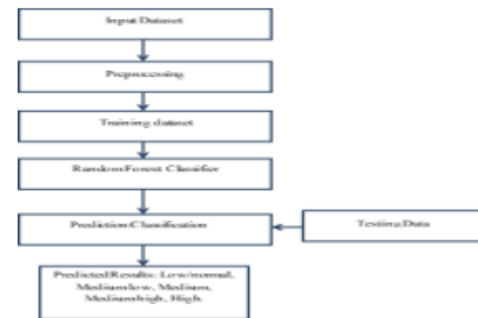 Input Dataset
Preprocessing
Training dataset
RandomForest Classifier
Prediction/Classification
Testing Data
Predicted Results: Low/normal,
Mediumlow, Medium,
Mediumhigh, High.